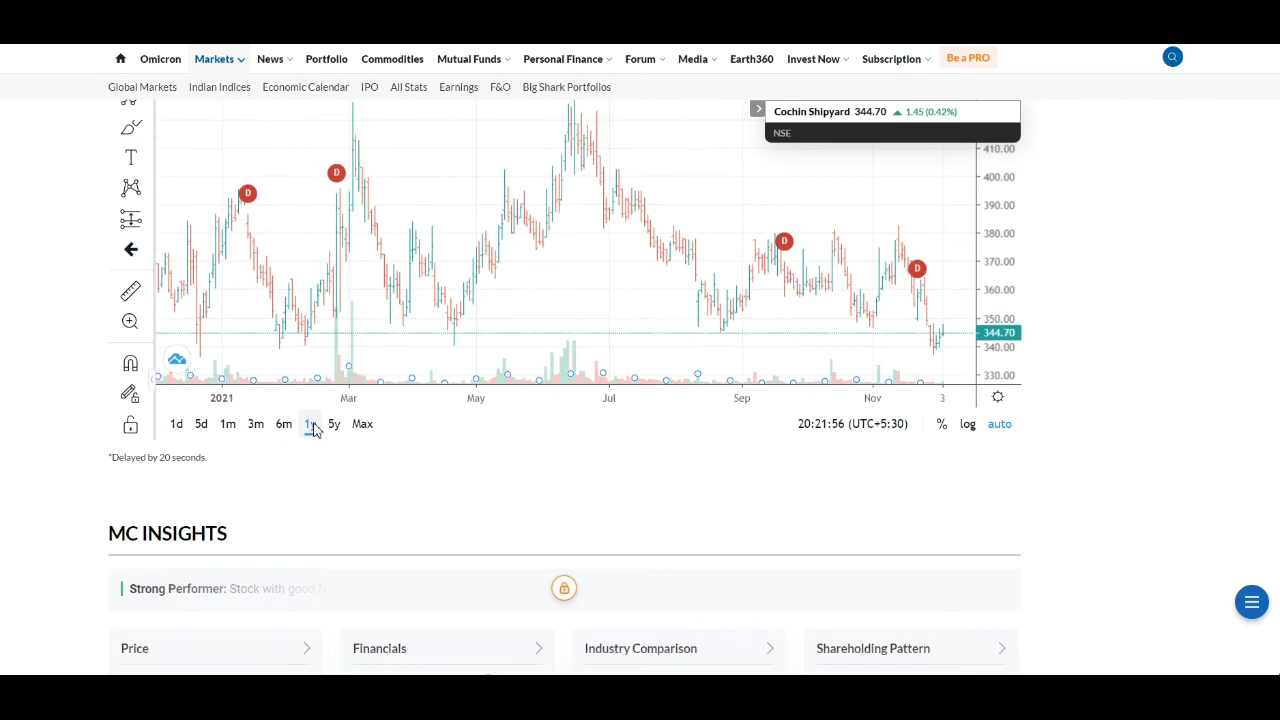 Omicron Markets News Portfolio Commodities Mutual Funds Personal Finance Forum Media Earth360 Invest Now Subscription Be a PRO
Global Markets Indian Indices Economic Calendar IPO All Stats Earnings F&O Big Shark Portfolios
Cochin Shipyard 344.70 ▲ 1.45 (0.42%)
NSE
410.00
400.00
390.00
380.00
370.00
360.00
350.00
344.70
340.00
330.00
D
D
D
D
T
2021 Mar May Jul Sep Nov 3
1d 5d 1m 3m 6m 1y 5y Max 20:21:56 (UTC+5:30) % log auto
*Delayed by 20 seconds.
MC INSIGHTS
Strong Performer: Stock with good
Price Financials Industry Comparison Shareholding Pattern